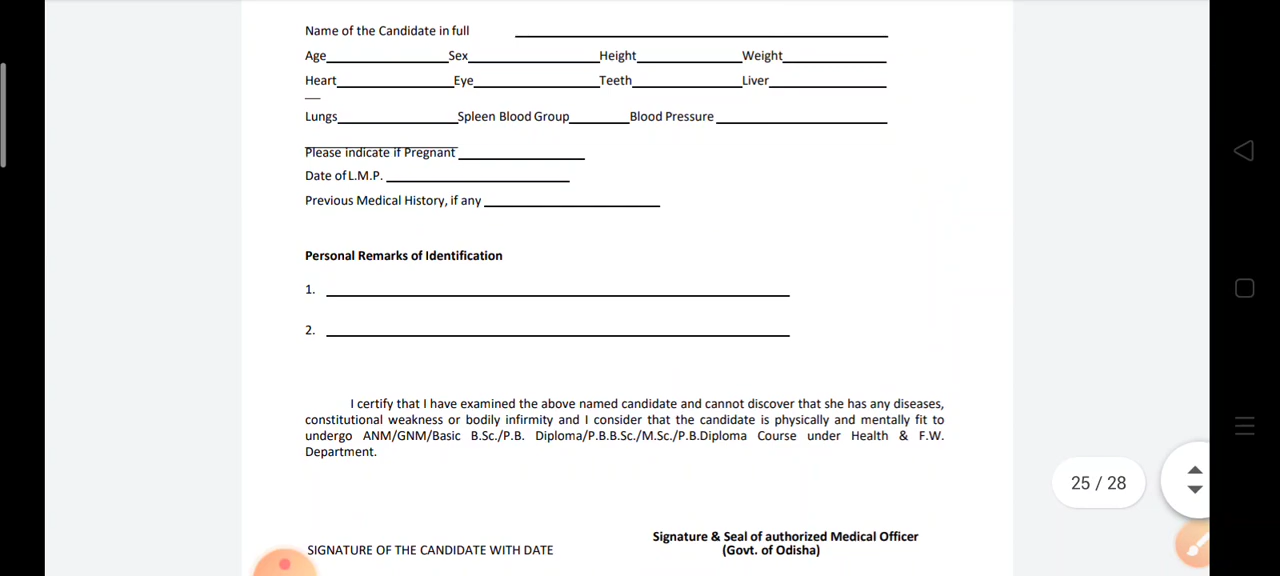 Name of the Candidate in full
Age Sex Height Weight
Heart Eye Teeth Liver
Lungs Spleen Blood Group Blood Pressure
Please indicate if Pregnant
Date of L.M.P.
Previous Medical History, if any
Personal Remarks of Identification
1.
2.
I certify that I have examined the above named candidate and cannot discover that she has any diseases,
constitutional weakness or bodily infirmity and I consider that the candidate is physically and mentally fit to
undergo ANM/GNM/Basic B.Sc./P.B. Diploma/P.B.B.Sc./M.Sc./P.B.Diploma Course under Health & F.W.
Department.
25 / 28
Signature & Seal of authorized Medical Officer
SIGNATURE OF THE CANDIDATE WITH DATE (Govt. of Odisha)